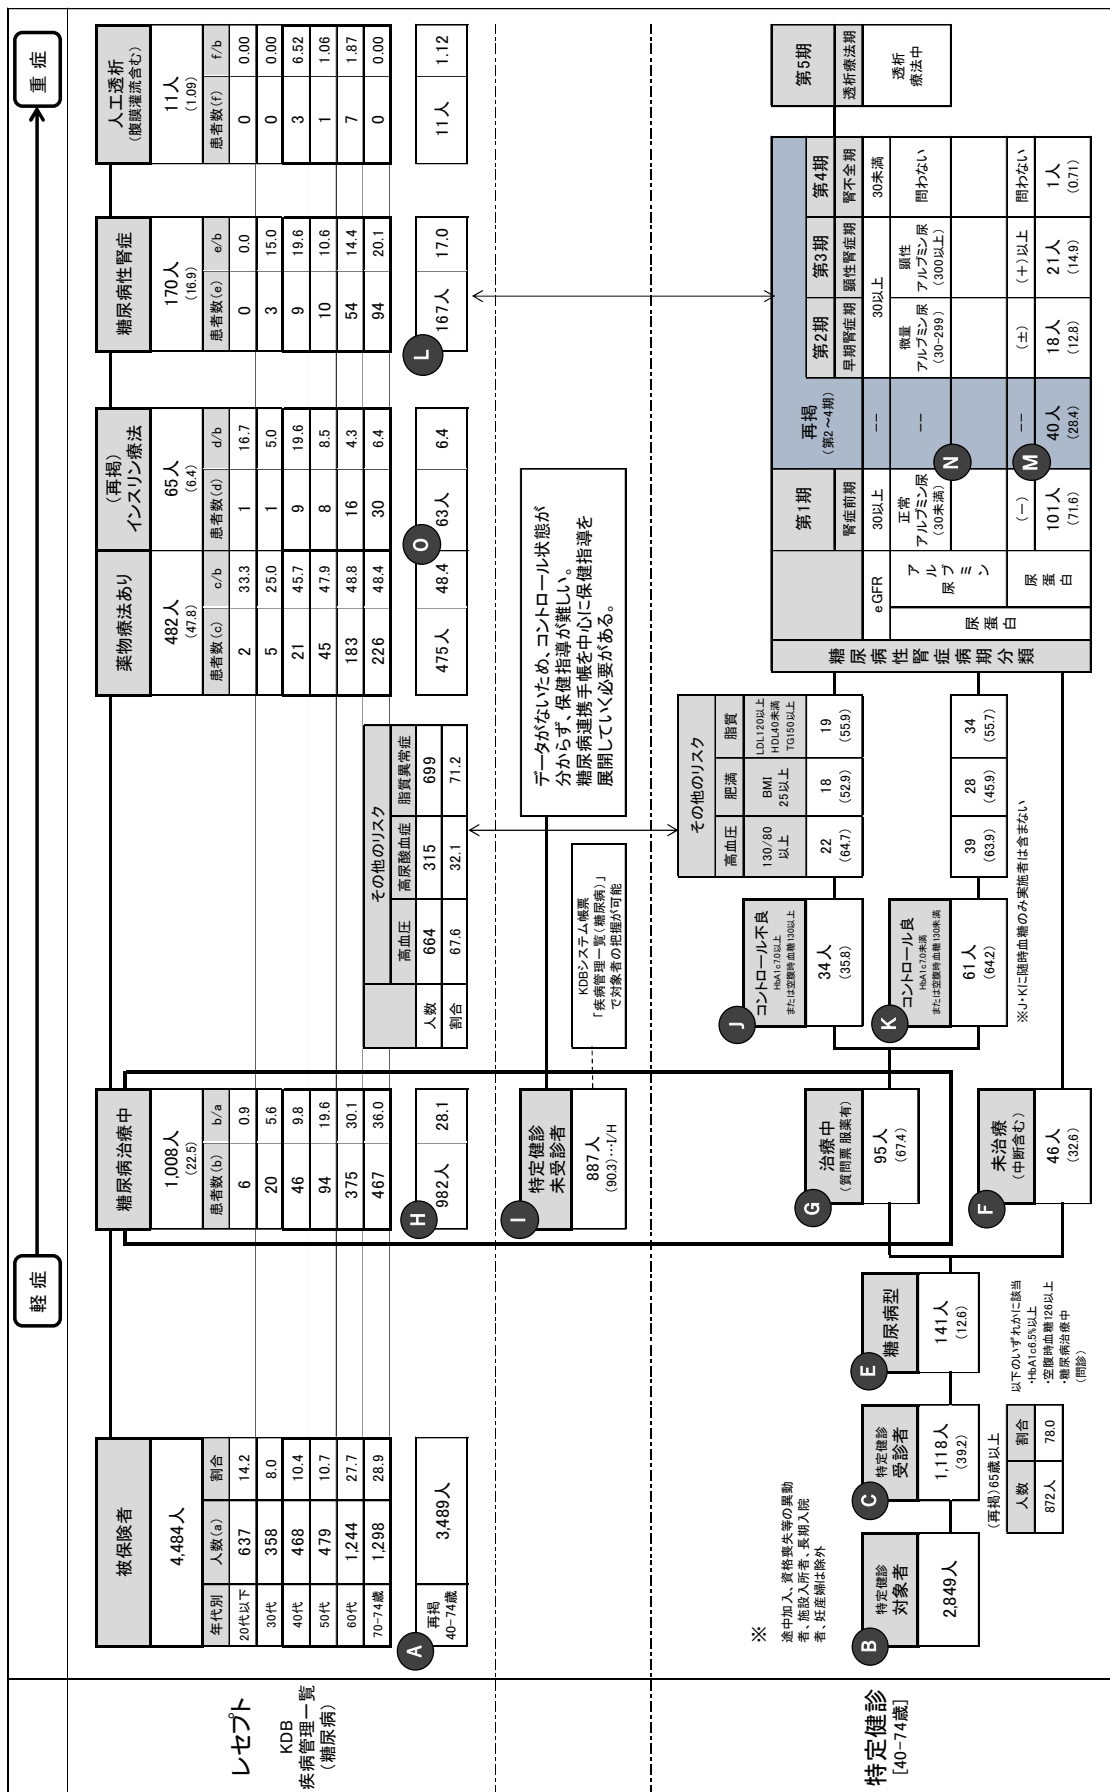 軽症
重症
レセプト
KDB
疾病管理一覧
(糖尿病)
被保険者
4,484人
年代別 人数(a) 割合
20代以下 637 14.2
30代 358 8.0
40代 468 10.4
50代 479 10.7
60代 1,244 27.7
70-74歳 1,298 28.9
A
再掲
40-74歳
3,489人
糖尿病治療中
1,008人
(22.5)
患者数(b) b/a
6 0.9
20 5.6
46 9.8
94 19.6
375 30.1
467 36.0
H
982人 28.1
その他のリスク
高血圧 高尿酸血症 脂質異常症
人数 664 315 699
割合 67.6 32.1 71.2
薬物療法あり
482人
(47.8)
患者数(c) c/b
2 33.3
5 25.0
21 45.7
45 47.9
183 48.8
226 48.4
475人 48.4
(再掲)
インスリン療法
65人
(6.4)
患者数(d) d/b
1 16.7
1 5.0
9 19.6
8 8.5
16 4.3
30 6.4
O
63人 6.4
糖尿病性腎症
170人
(16.9)
患者数(e) e/b
0 0.0
3 15.0
9 19.6
10 10.6
54 14.4
94 20.1
L
167人 17.0
人工透析
(腹膜灌流含む)
11人
(1.09)
患者数(f) f/b
0 0.00
0 0.00
3 6.52
1 1.06
7 1.87
0 0.00
11人 1.12
I
特定健診
未受診者
887人
(90.3)…I/H
KDBシステム帳票
「疾病管理一覧(糖尿病)」
で対象者の把握が可能
データがないため、コントロール状態が
分からず、保健指導が難しい。
糖尿病連携手帳を中心に保健指導を
展開していく必要がある。
特定健診
[40-74歳]
※
途中加入、資格喪失等の異動
者、施設入所者、長期入院
者、妊産婦は除外
B
特定健診
対象者
2,849人
C
特定健診
受診者
1,118人
(39.2)
(再掲)65歳以上
人数 割合
872人 78.0
E
糖尿病型
141人
(12.6)
以下のいずれかに該当
・HbA1c6.5%以上
・空腹時血糖126以上
・糖尿病治療中
(問診)
G
治療中
(質問票 服薬有)
95人
(67.4)
F
未治療
(中断含む)
46人
(32.6)
J
コントロール不良
HbA1c7.0以上
または空腹時血糖130以上
34人
(35.8)
K
コントロール良
HbA1c7.0未満
または空腹時血糖130未満
61人
(64.2)
※J・Kに随時血糖のみ実施者は含まない
その他のリスク
高血圧 肥満 脂質
130/80
以上
BMI
25以上
LDL120以上
HDL40未満
TG150以上
22
(64.7)
18
(52.9)
19
(55.9)
39
(63.9)
28
(45.9)
34
(55.7)
糖尿病性腎症病期分類
eGFR
尿蛋白
アルブミン
尿
尿蛋白
第1期
腎症前期
30以上
正常
アルブミン尿
(30未満)
(−)
101人
(71.6)
再掲
(第2~4期)
--
--
N
M
--
40人
(28.4)
第2期
早期腎症期
30以上
微量
アルブミン尿
(30-299)
(±)
18人
(12.8)
第3期
顕性腎症期
顕性
アルブミン尿
(300以上)
(+)以上
21人
(14.9)
第4期
腎不全期
30未満
問わない
問わない
1人
(0.71)
第5期
透析療法期
透析
療法中